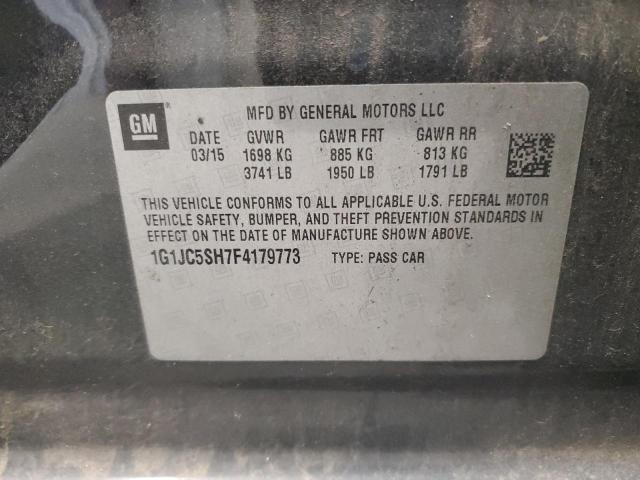 GM
MFD BY GENERAL MOTORS LLC
DATE GVWR GAWR FRT GAWR RR
03/15 1698 KG 885 KG 813 KG
3741 LB 1950 LB 1791 LB
THIS VEHICLE CONFORMS TO ALL APPLICABLE U.S. FEDERAL MOTOR
VEHICLE SAFETY, BUMPER, AND THEFT PREVENTION STANDARDS IN
EFFECT ON THE DATE OF MANUFACTURE SHOWN ABOVE.
1G1JC5SH7F4179773 TYPE: PASS CAR